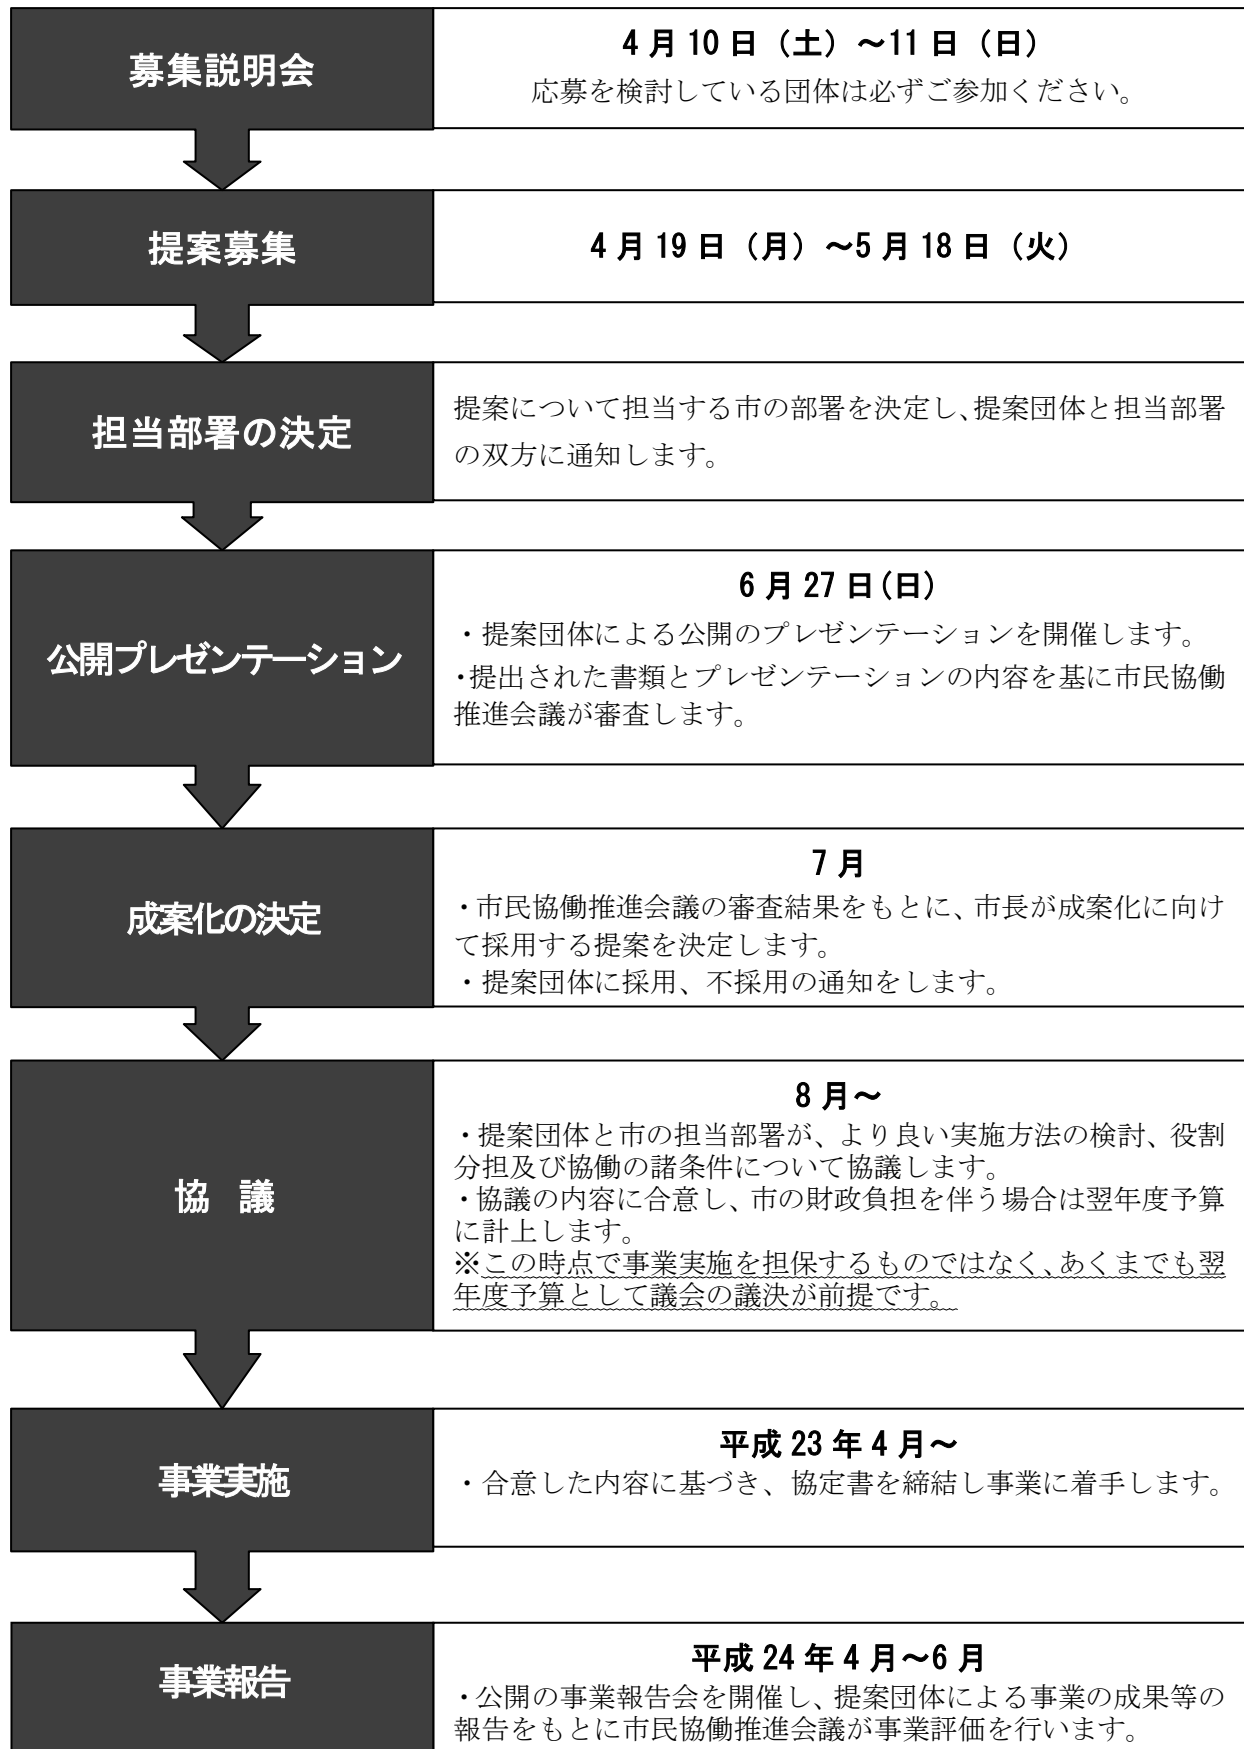 募集説明会
4月10日（土）～11日（日）
応募を検討している団体は必ずご参加ください。
提案募集
4月19日（月）～5月18日（火）
担当部署の決定
提案について担当する市の部署を決定し、提案団体と担当部署
の双方に通知します。
公開プレゼンテーション
6月27日(日)
・提案団体による公開のプレゼンテーションを開催します。
・提出された書類とプレゼンテーションの内容を基に市民協働
推進会議が審査します。
成案化の決定
7月
・市民協働推進会議の審査結果をもとに、市長が成案化に向け
て採用する提案を決定します。
・提案団体に採用、不採用の通知をします。
協　議
8月～
・提案団体と市の担当部署が、より良い実施方法の検討、役割
分担及び協働の諸条件について協議します。
・協議の内容に合意し、市の財政負担を伴う場合は翌年度予算
に計上します。
※この時点で事業実施を担保するものではなく、あくまでも翌
年度予算として議会の議決が前提です。
事業実施
平成23年4月～
・合意した内容に基づき、協定書を締結し事業に着手します。
事業報告
平成24年4月～6月
・公開の事業報告会を開催し、提案団体による事業の成果等の
報告をもとに市民協働推進会議が事業評価を行います。